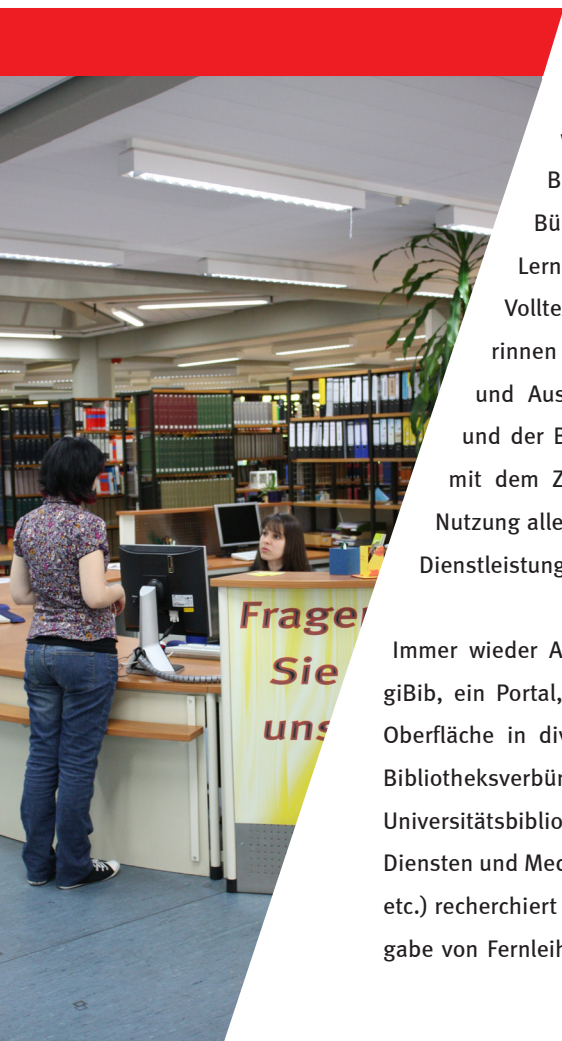 Fragen
Sie
uns
B
Bü
Lern
Vollte
rinnen
und Aus
und der B
mit dem Z
Nutzung alle
Dienstleistung
Immer wieder A
giBib, ein Portal,
Oberfläche in div
Bibliotheksverbün
Universitätsbiblio
Diensten und Med
etc.) recherchiert
gabe von Fernleih